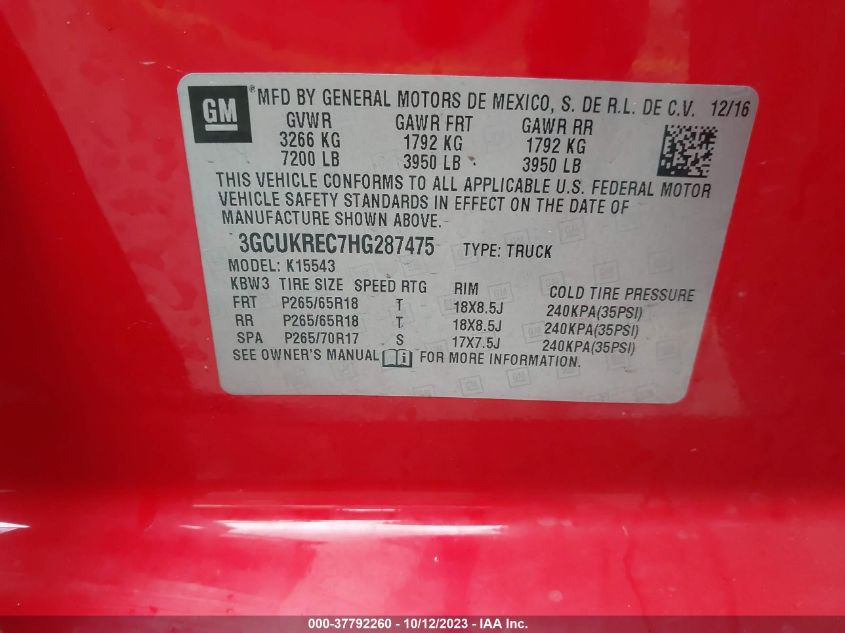 GM ® MFD BY GENERAL MOTORS DE MEXICO, S. DE R.L. DE C.V. 12/16
GVWR GAWR FRT GAWR RR
3266 KG 1792 KG 1792 KG
7200 LB 3950 LB 3950 LB
THIS VEHICLE CONFORMS TO ALL APPLICABLE U.S. FEDERAL MOTOR
VEHICLE SAFETY STANDARDS IN EFFECT ON THE DATE OF
MANUFACTURE SHOWN ABOVE.
3GCUKREC7HG287475 TYPE: TRUCK
MODEL: K15543
KBW3 TIRE SIZE SPEED RTG RIM COLD TIRE PRESSURE
FRT P265/65R18 T 18X8.5J 240KPA(35PSI)
RR P265/65R18 T 18X8.5J 240KPA(35PSI)
SPA P265/70R17 S 17X7.5J 240KPA(35PSI)
SEE OWNER'S MANUAL FOR MORE INFORMATION.
000-37792260 - 10/12/2023 - IAA Inc.